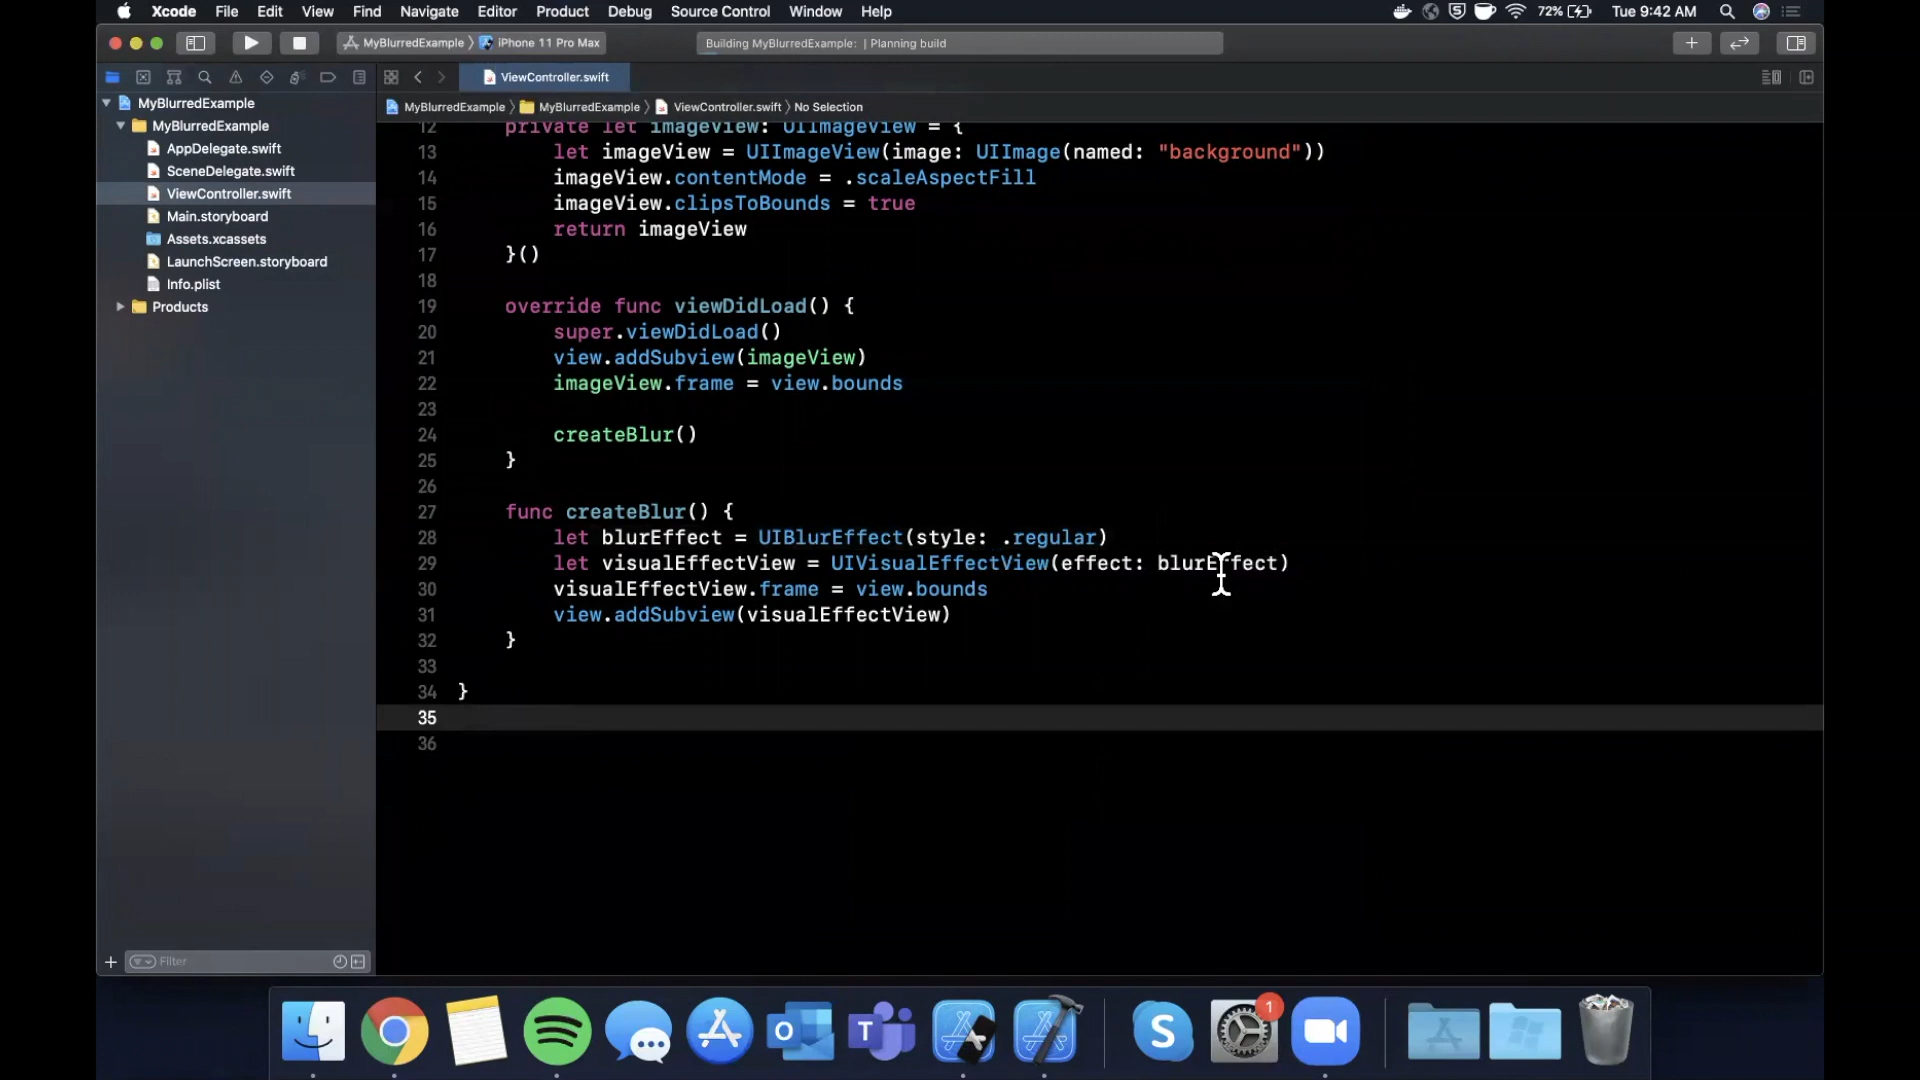 Xcode File Edit View Find Navigate Editor Product Debug Source Control Window Help 72% Tue 9:42 AM
MyBlurredExample iPhone 11 Pro Max Building MyBlurredExample: | Planning build
ViewController.swift
MyBlurredExample MyBlurredExample ViewController.swift No Selection
MyBlurredExample
MyBlurredExample
AppDelegate.swift
SceneDelegate.swift
ViewController.swift
Main.storyboard
Assets.xcassets
LaunchScreen.storyboard
Info.plist
Products
Filter
12 private let imageView: UIImageView = {
13 let imageView = UIImageView(image: UIImage(named: "background"))
14 imageView.contentMode = .scaleAspectFill
15 imageView.clipsToBounds = true
16 return imageView
17 }()
18
19 override func viewDidLoad() {
20 super.viewDidLoad()
21 view.addSubview(imageView)
22 imageView.frame = view.bounds
23
24 createBlur()
25 }
26
27 func createBlur() {
28 let blurEffect = UIBlurEffect(style: .regular)
29 let visualEffectView = UIVisualEffectView(effect: blurEffect)
30 visualEffectView.frame = view.bounds
31 view.addSubview(visualEffectView)
32 }
33
34 }
35
36
1